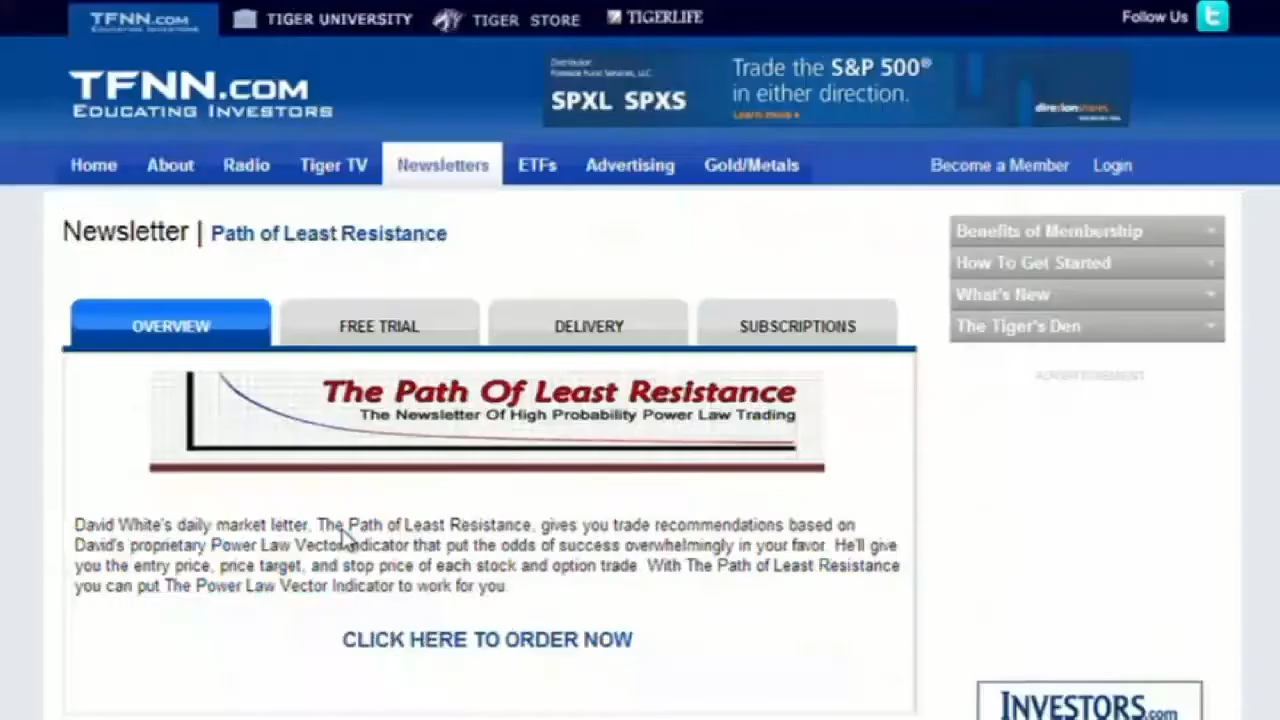 TFNN.COM
EDUCATING INVESTORS
TIGER UNIVERSITY
TIGER STORE
TIGERLIFE
Follow Us
TFNN.COM
EDUCATING INVESTORS
Distributor:
SPXL SPXS
Trade the S&P 500®
in either direction.
Learn more
direxionshares
Home About Radio Tiger TV Newsletters ETFs Advertising Gold/Metals Become a Member Login
Newsletter | Path of Least Resistance
Benefits of Membership
How To Get Started
What's New
The Tiger's Den
ADVERTISEMENT
OVERVIEW FREE TRIAL DELIVERY SUBSCRIPTIONS
The Path Of Least Resistance
The Newsletter Of High Probability Power Law Trading
David White's daily market letter, The Path of Least Resistance, gives you trade recommendations based on
David's proprietary Power Law Vector Indicator that put the odds of success overwhelmingly in your favor. He'll give
you the entry price, price target, and stop price of each stock and option trade. With The Path of Least Resistance
you can put The Power Law Vector Indicator to work for you.
CLICK HERE TO ORDER NOW
INVESTORS.com